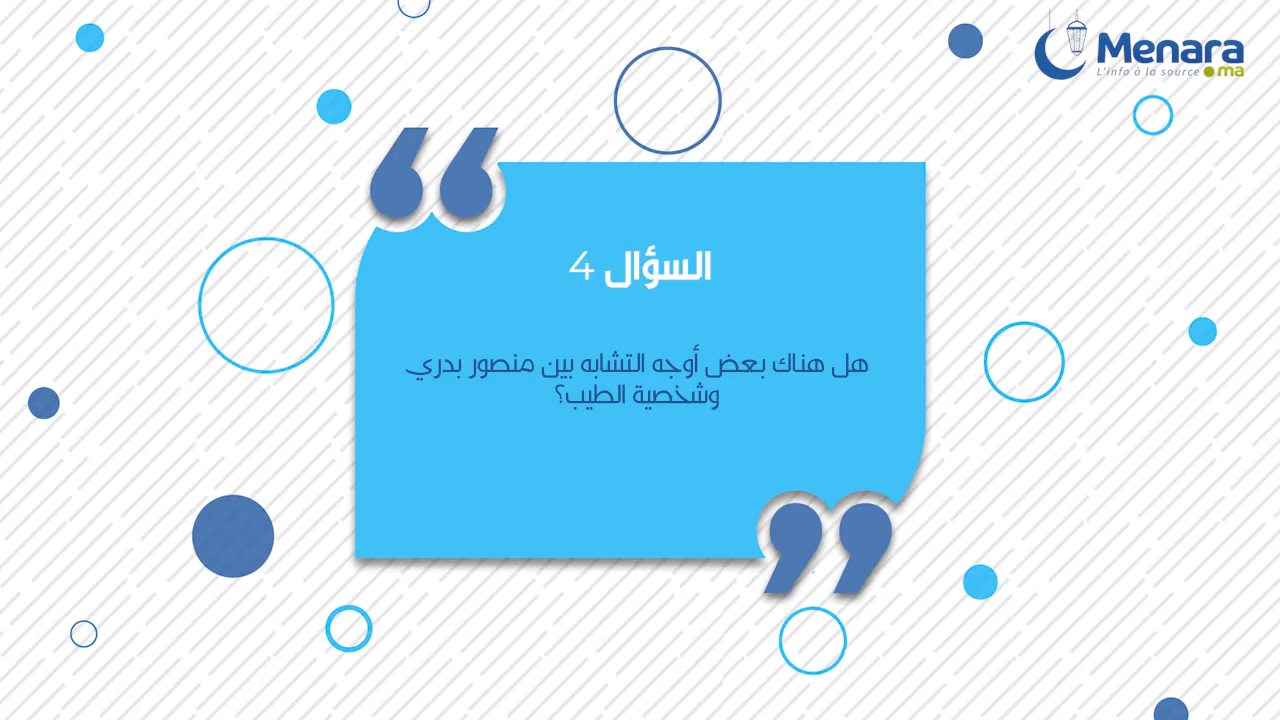 Menara
L'info à la source .ma
السؤال 4
هل هناك بعض أوجه التشابه بين منصور بدري
وشخصية الطيب؟